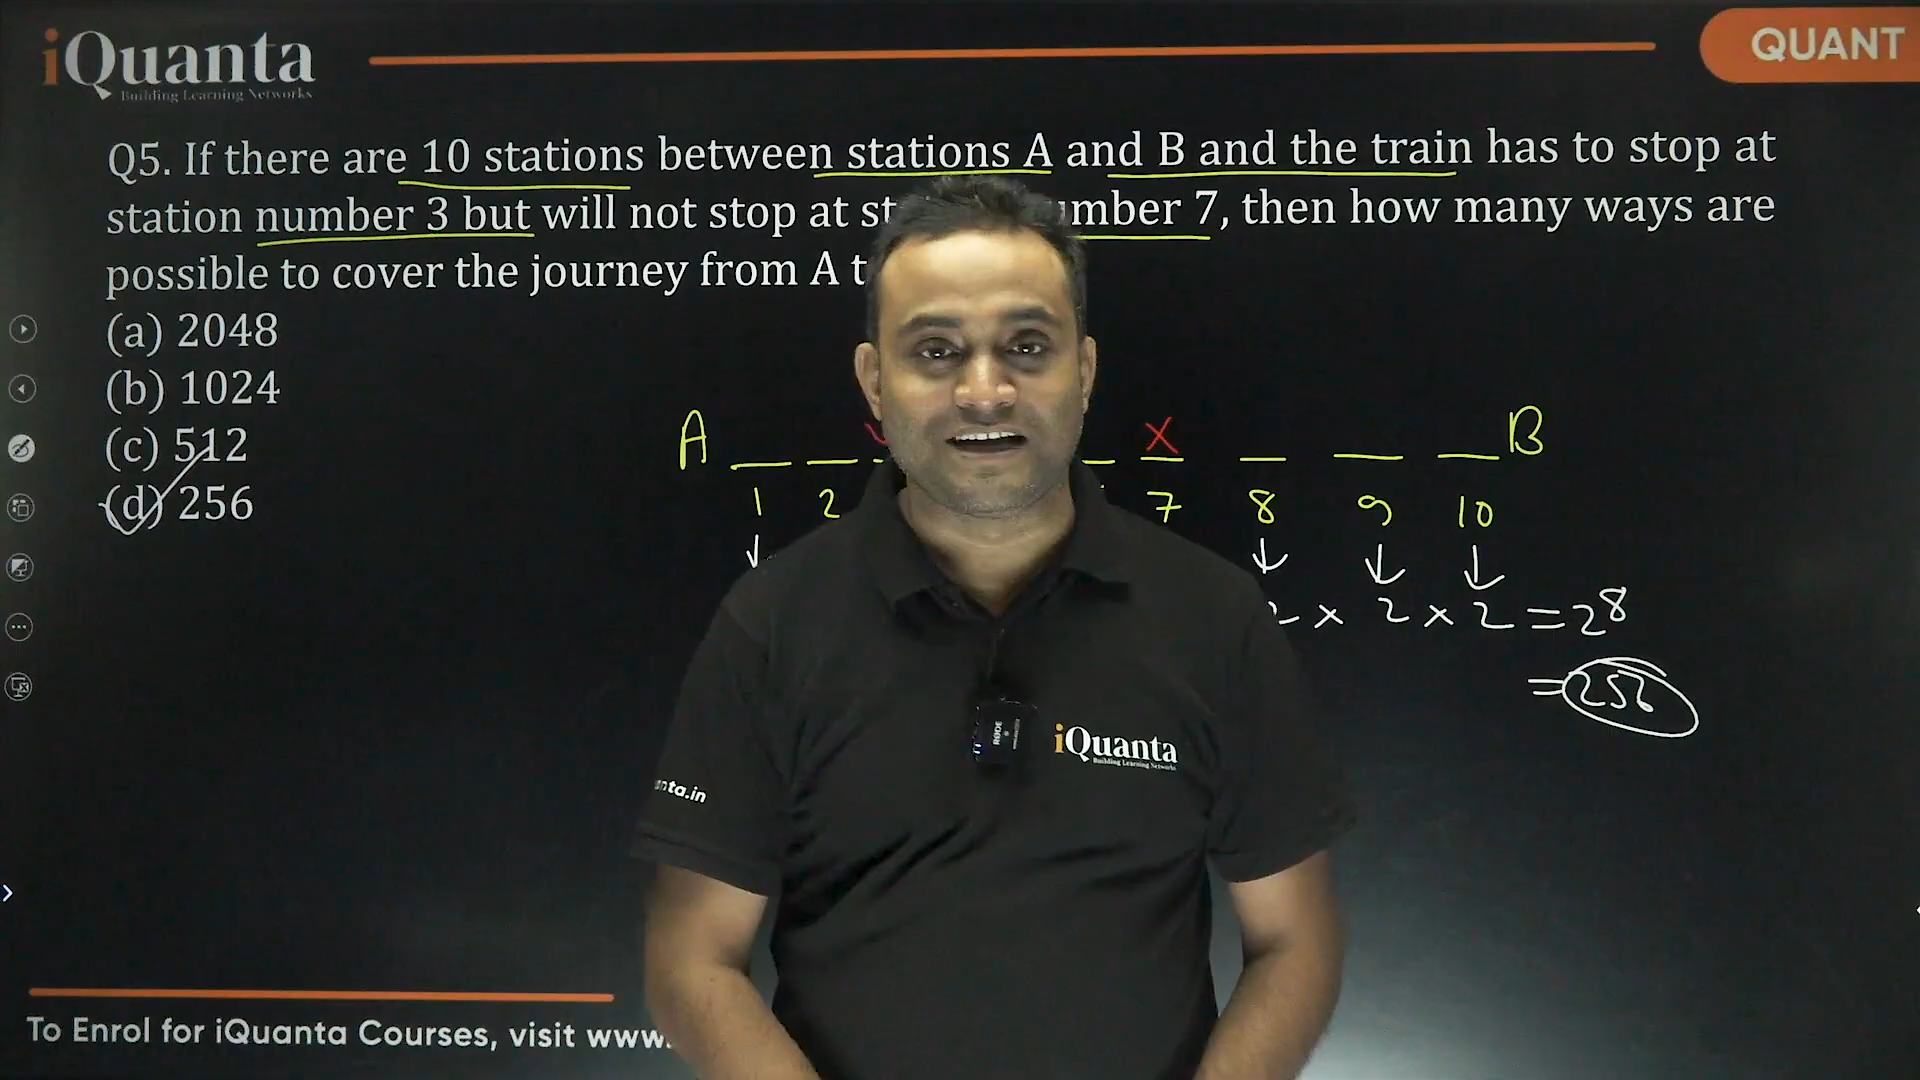 iQuanta
Building Learning Networks
QUANT
Q5. If there are 10 stations between stations A and B and the train has to stop at
station number 3 but will not stop at st mber 7, then how many ways are
possible to cover the journey from A t
(a) 2048
(b) 1024
(c) 512
(d) 256
A X B
1 2 7 8 9 10
2 x 2 x 2 = 2⁸
= 256
RØDE
iQuanta
Building Learning Networks
nta.in
To Enrol for iQuanta Courses, visit www.